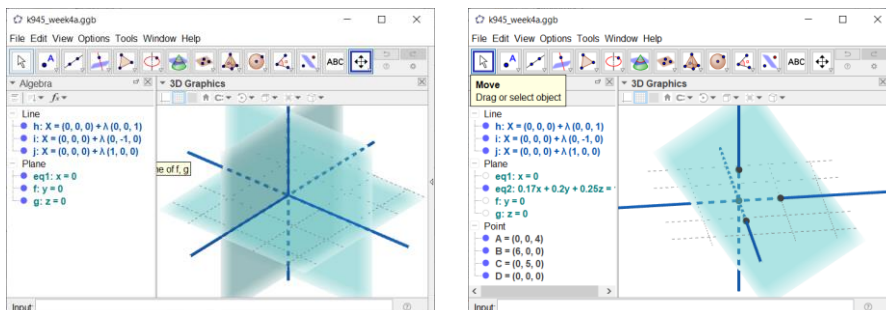 k945_week4a.ggb
File Edit View Options Tools Window Help
ABC
Algebra
3D Graphics
Line
h: X = (0, 0, 0) + λ (0, 0, 1)
i: X = (0, 0, 0) + λ (0, -1, 0)
j: X = (0, 0, 0) + λ (1, 0, 0)
Plane
eq1: x = 0
f: y = 0
g: z = 0
ne of f, g
Input:
k945_week4a.ggb
File Edit View Options Tools Window Help
ABC
Move
Drag or select object
3D Graphics
Line
h: X = (0, 0, 0) + λ (0, 0, 1)
i: X = (0, 0, 0) + λ (0, -1, 0)
j: X = (0, 0, 0) + λ (1, 0, 0)
Plane
eq1: x = 0
eq2: 0.17x + 0.2y + 0.25z =
f: y = 0
g: z = 0
Point
A = (0, 0, 4)
B = (6, 0, 0)
C = (0, 5, 0)
D = (0, 0, 0)
Input: